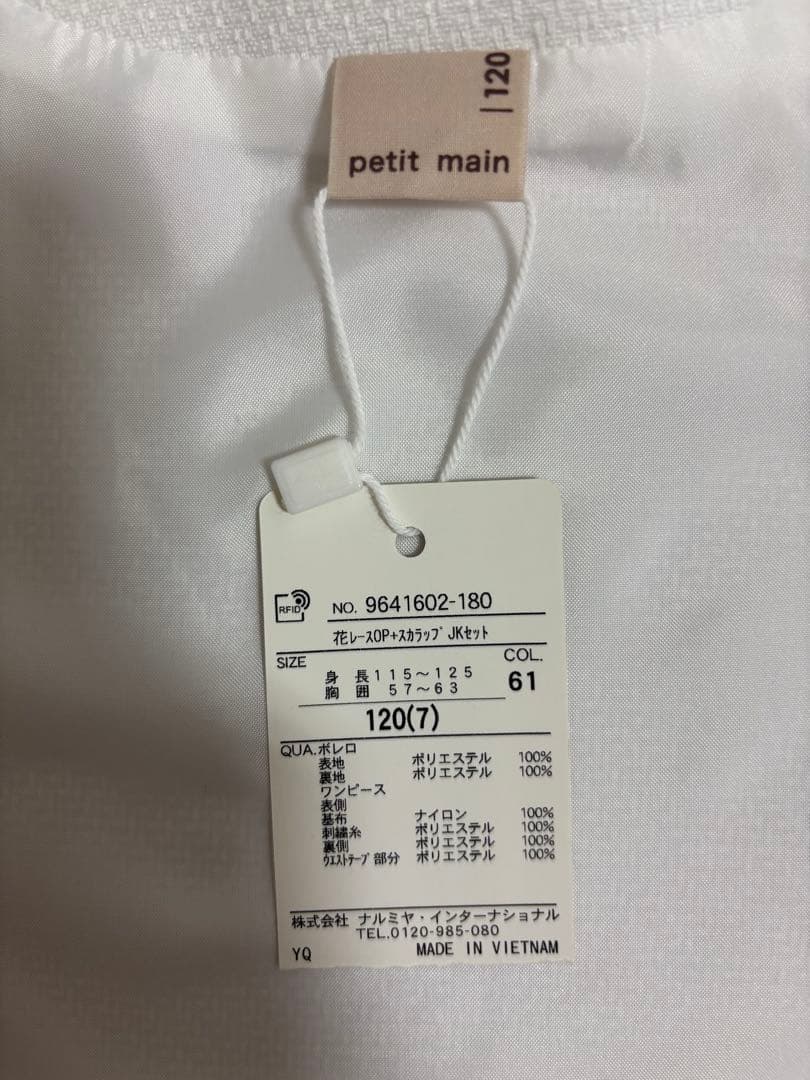 120
petit main
RFID
NO. 9641602-180
花ﾚｰｽOP+ｽｶﾗｯﾌﾟJKセット
SIZE
COL.
身 長 115～125
胸 囲 57～63
61
120(7)
QUA.ボレロ
表地 ポリエステル 100%
裏地 ポリエステル 100%
ワンピース
表側
基布 ナイロン 100%
刺繍糸 ポリエステル 100%
裏側 ポリエステル 100%
ｳｴｽﾄﾃｰﾌﾟ部分 ポリエステル 100%
株式会社 ナルミヤ・インターナショナル
TEL.0120-985-080
YQ MADE IN VIETNAM